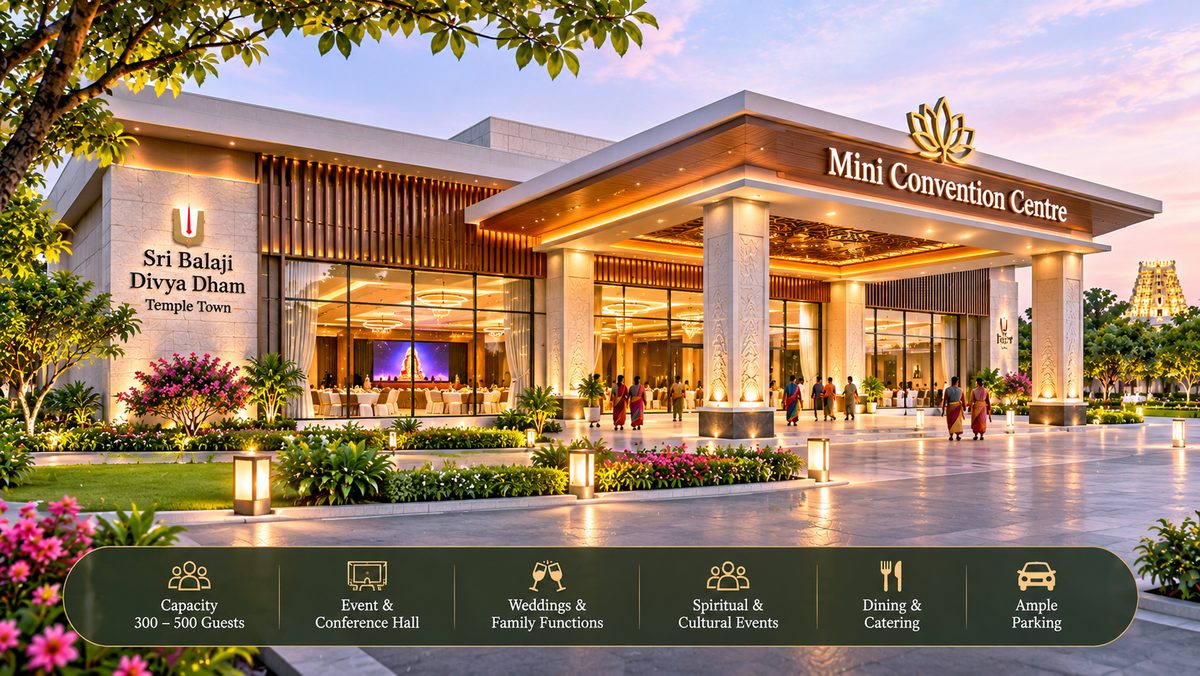 Mini Convention Centre
Sri Balaji
Divya Dham
Temple Town
Capacity
300 – 500 Guests
Event &
Conference Hall
Weddings &
Family Functions
Spiritual &
Cultural Events
Dining &
Catering
Ample
Parking